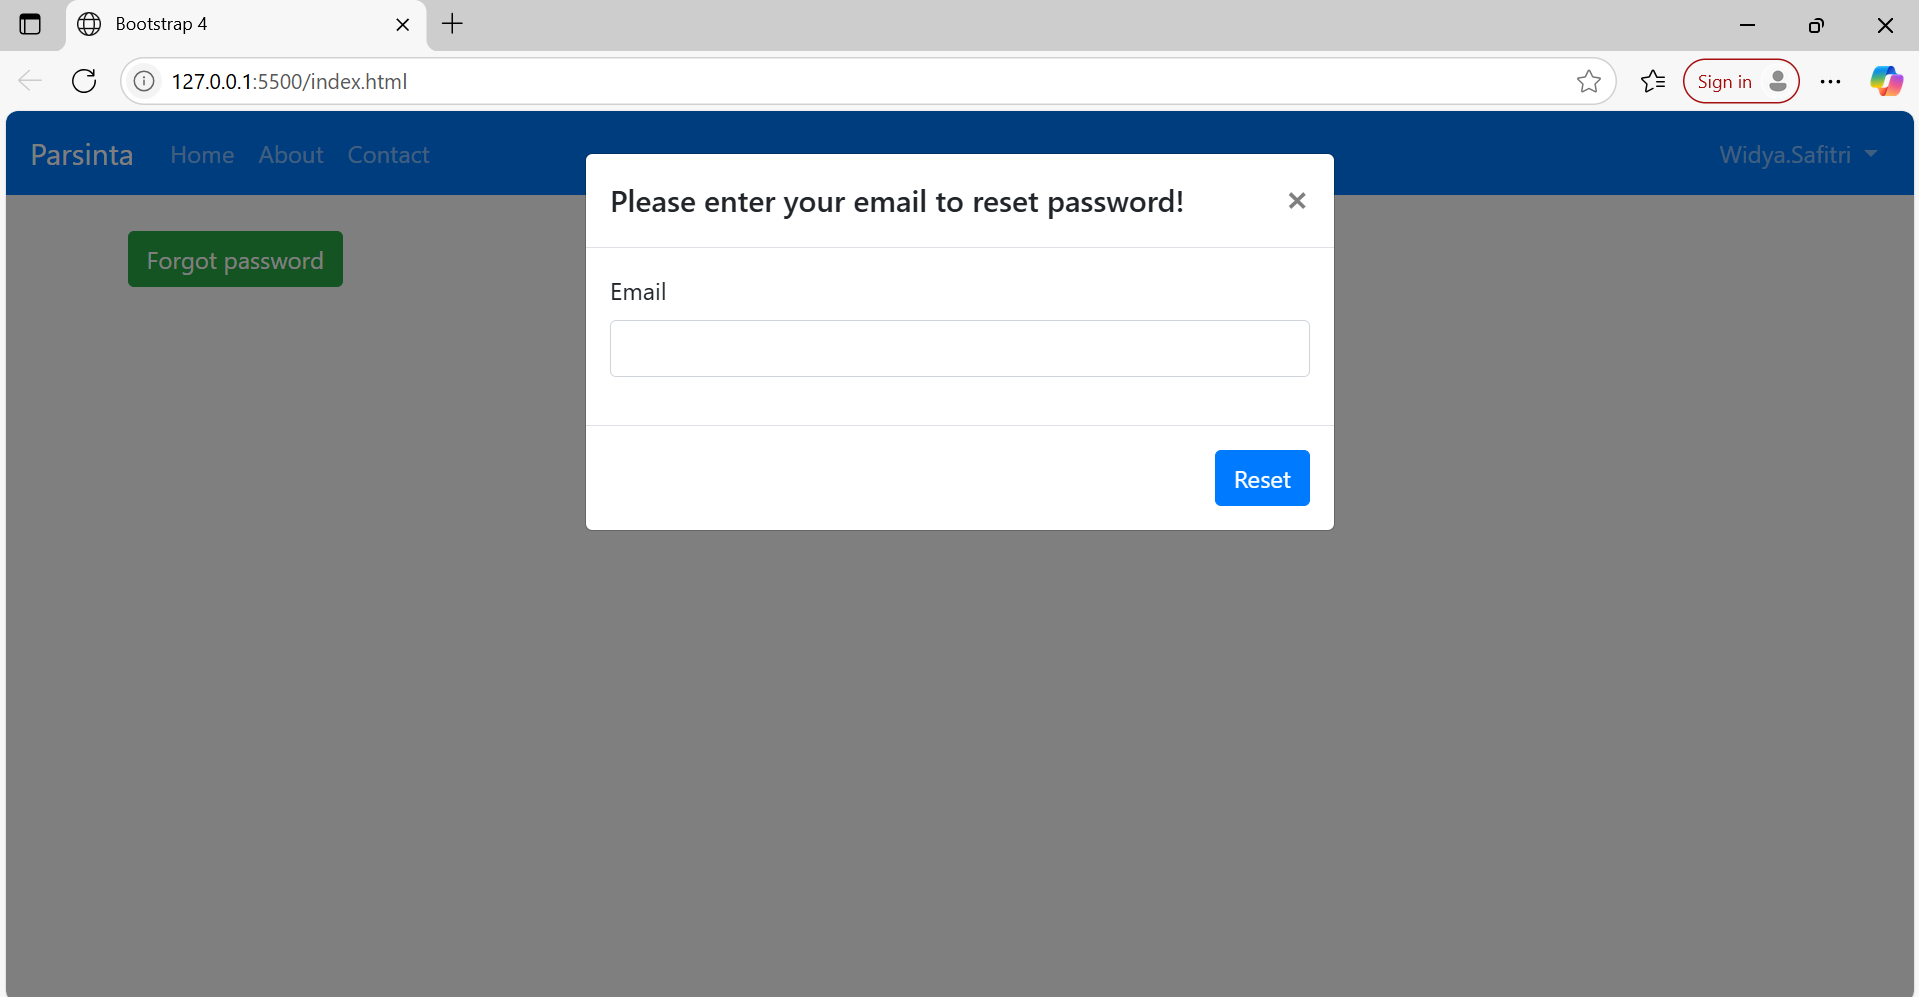 Bootstrap 4
127.0.0.1:5500/index.html
Sign in
Parsinta Home About Contact Widya.Safitri
Please enter your email to reset password! ×
Forgot password
Email
Reset